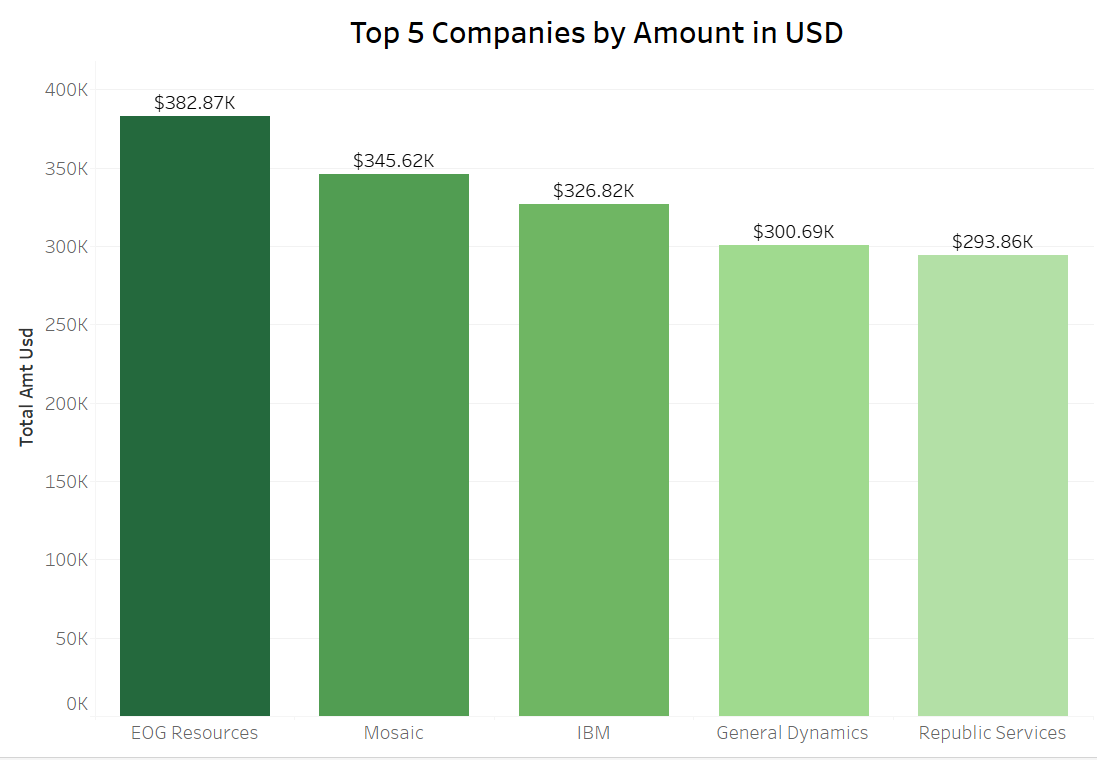 Top 5 Companies by Amount in USD
Total Amt Usd
400K
350K
300K
250K
200K
150K
100K
50K
0K
$382.87K
$345.62K
$326.82K
$300.69K
$293.86K
EOG Resources
Mosaic
IBM
General Dynamics
Republic Services